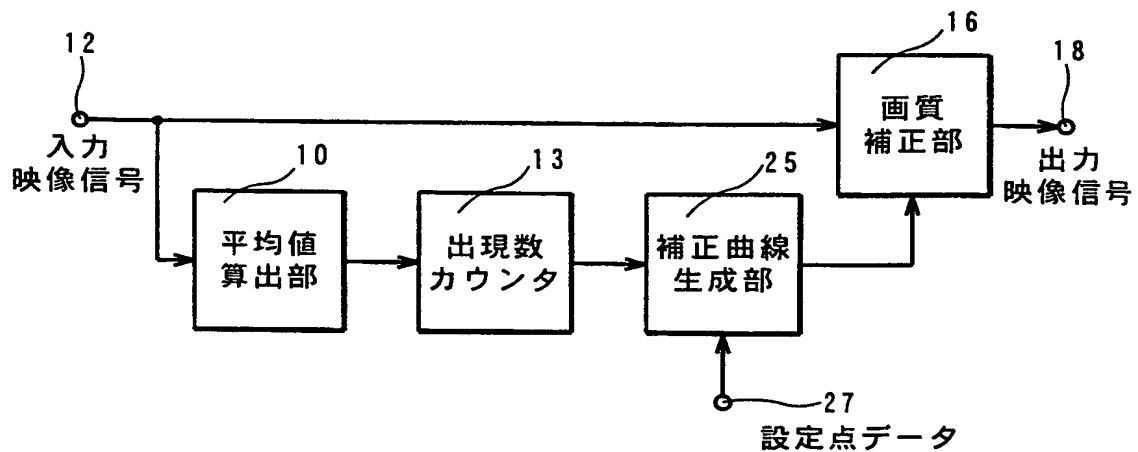 12
入力
映像信号
10
平均値
算出部
13
出現数
カウンタ
25
補正曲線
生成部
16
画質
補正部
18
出力
映像信号
27
設定点データ